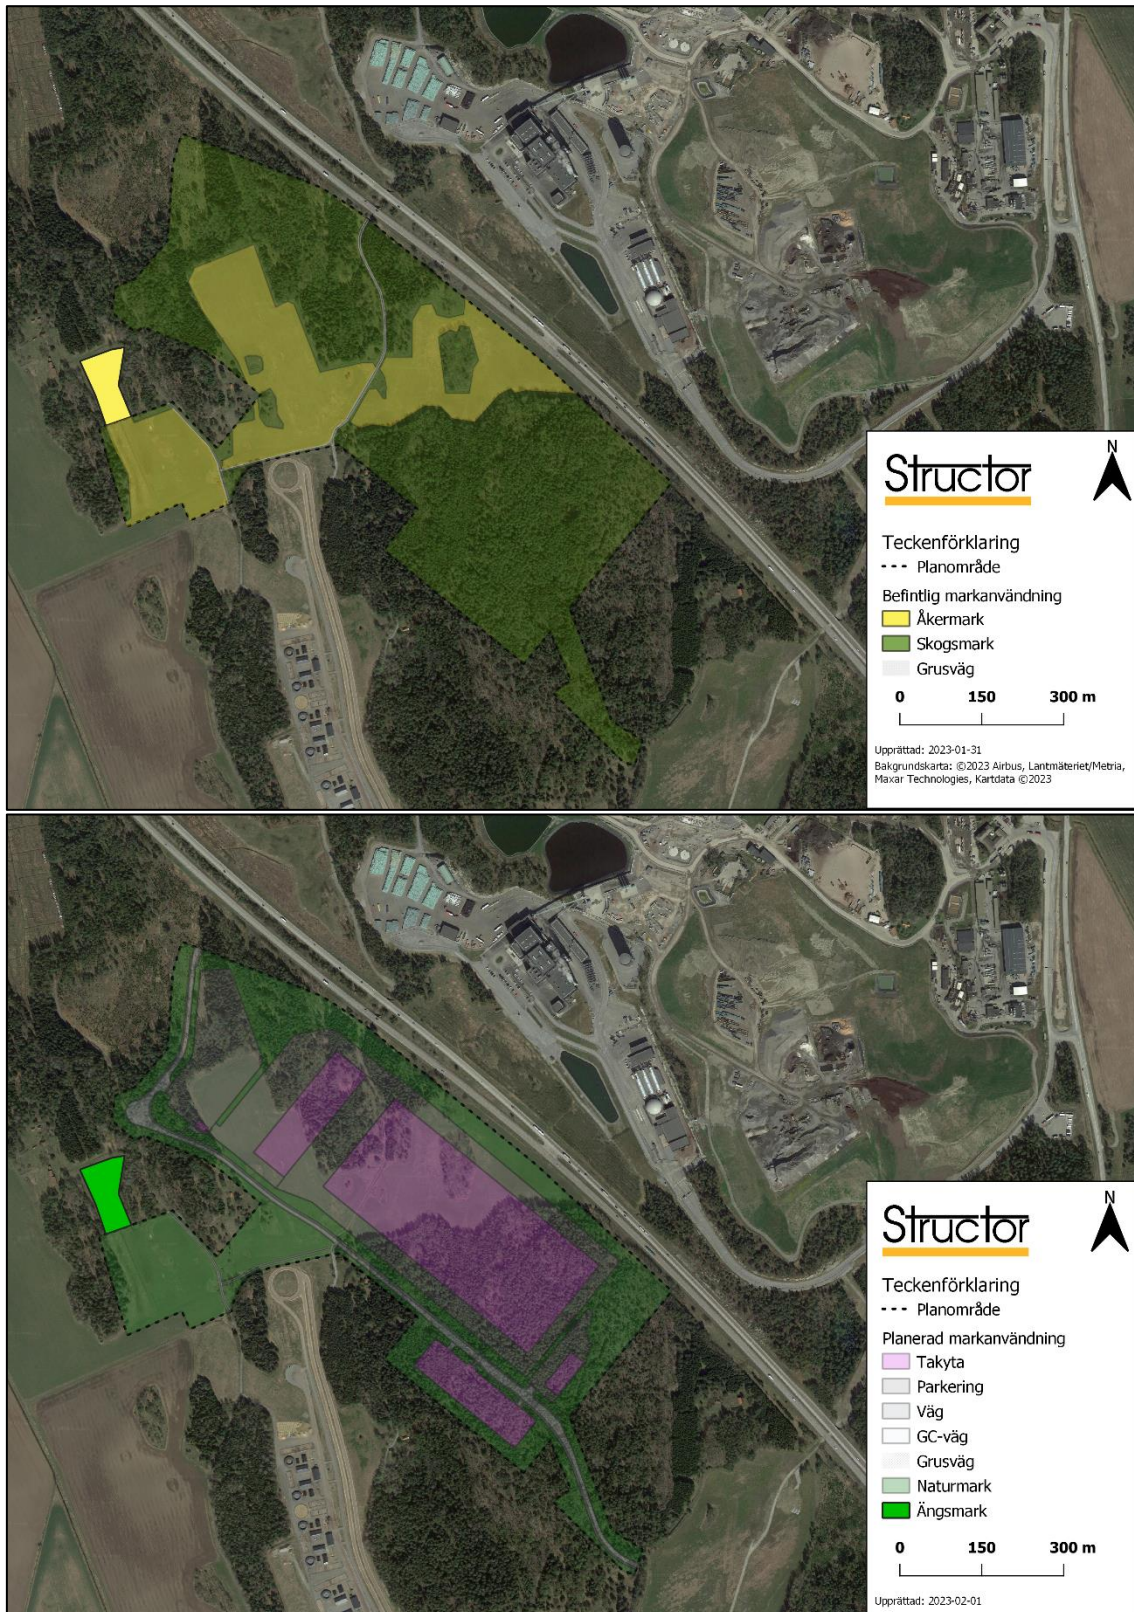 N
Structor
Teckenförklaring
Planområde
Befintlig markanvändning
Åkermark
Skogsmark
Grusväg
0 150 300 m
Upprättad: 2023-01-31
Bakgrundskarta: ©2023 Airbus, Lantmäteriet/Metria,
Maxar Technologies, Kartdata ©2023
N
Structor
Teckenförklaring
Planområde
Planerad markanvändning
Takyta
Parkering
Väg
GC-väg
Grusväg
Naturmark
Ängsmark
0 150 300 m
Upprättad: 2023-02-01